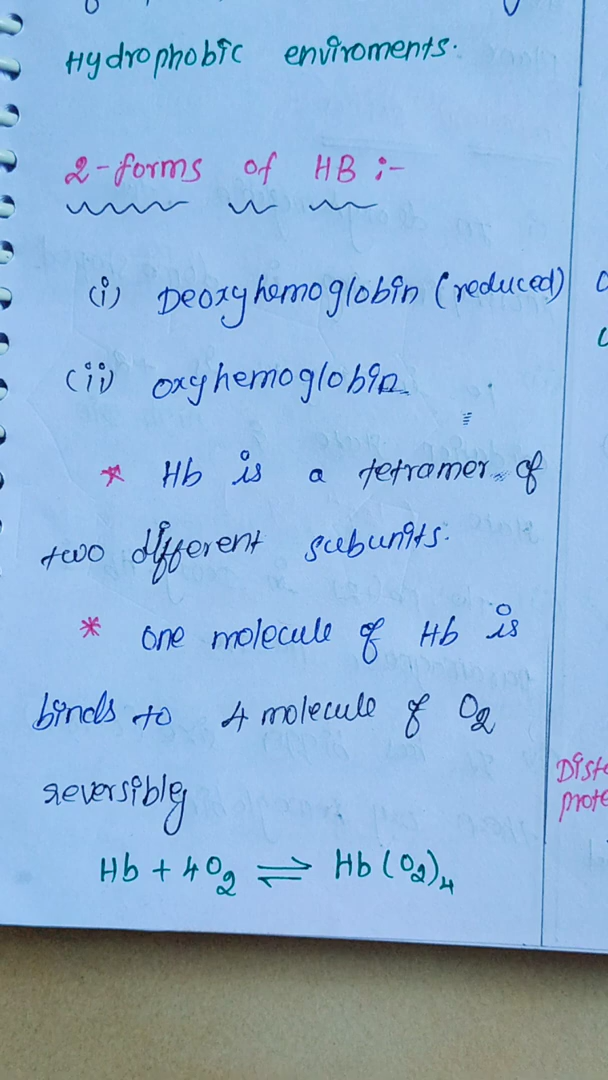 Hydrophobic enviroments.
2-forms of HB :-
(i) Deoxyhemoglobin (reduced)
(ii) oxyhemoglobin
* Hb is a tetramer of
two different subunits.
* one molecule of Hb is
binds to 4 molecule of O2
reversibly
Hb + 4O2 ⇌ Hb(O2)4